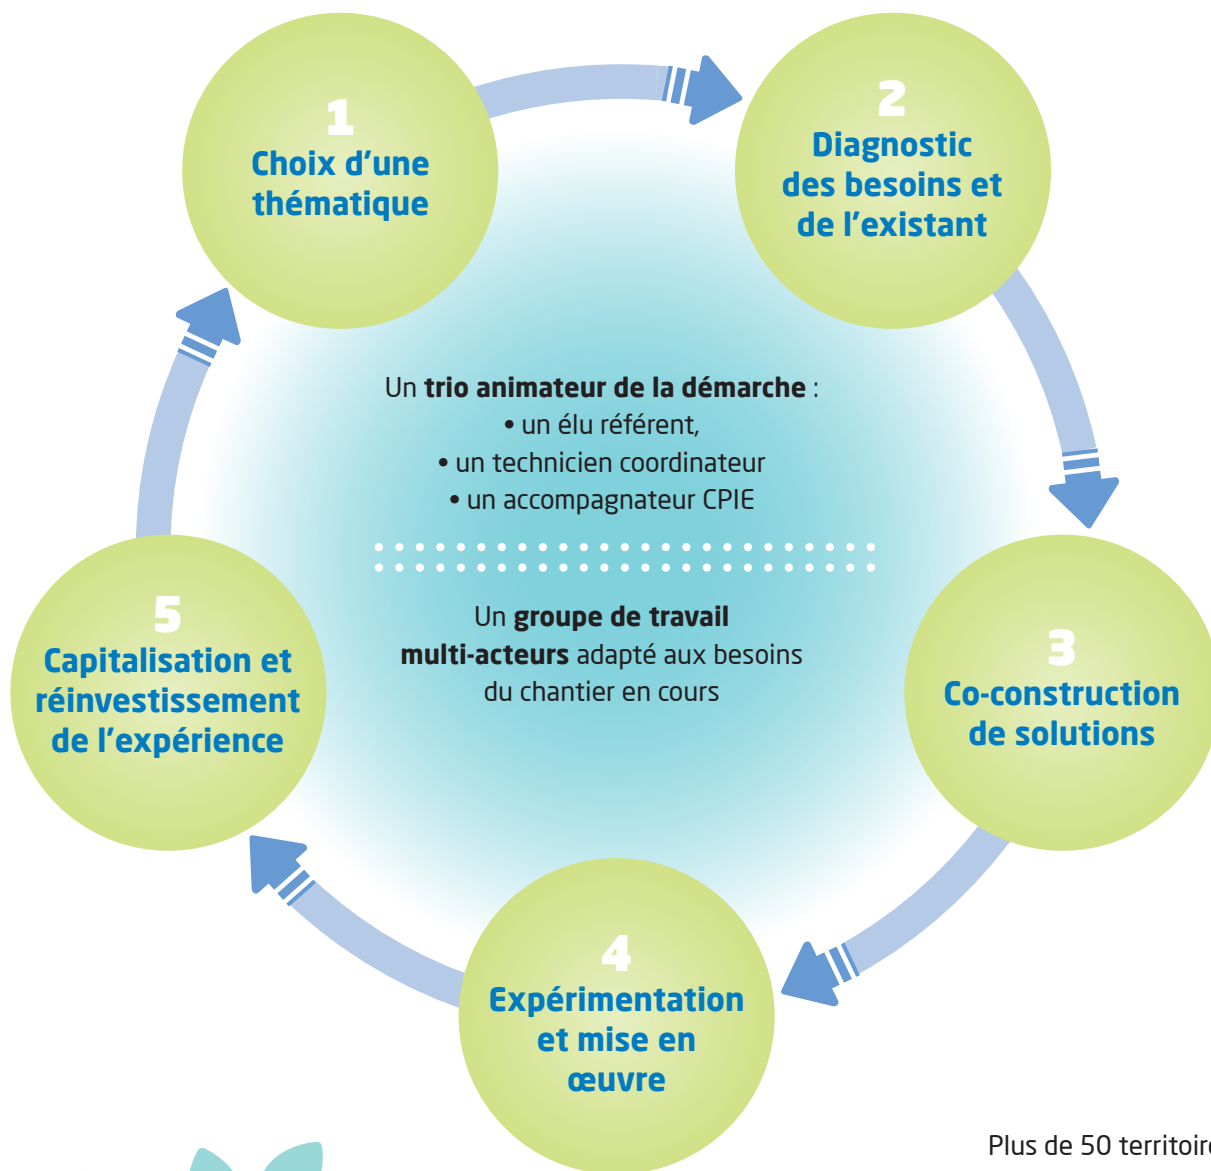 1
Choix d'une
thématique
2
Diagnostic
des besoins et
de l'existant
Un trio animateur de la démarche :
• un élu référent,
• un technicien coordinateur
• un accompagnateur CPIE
Un groupe de travail
multi-acteurs adapté aux besoins
du chantier en cours
3
Co-construction
de solutions
4
Expérimentation
et mise en
œuvre
5
Capitalisation et
réinvestissement
de l'expérience
Plus de 50 territoire